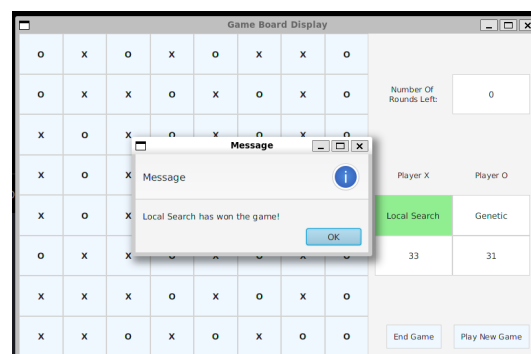 Game Board Display
O X O X O X X O
O X X O X O X O
Number Of
Rounds Left:
0
X O X O X X O
Message
X O X
Message
Player X
Player O
X O X
Local Search has won the game!
Local Search
Genetic
OK
O X X O X O X O
33
31
X X X O X O X O
X X O X O X O O
End Game
Play New Game